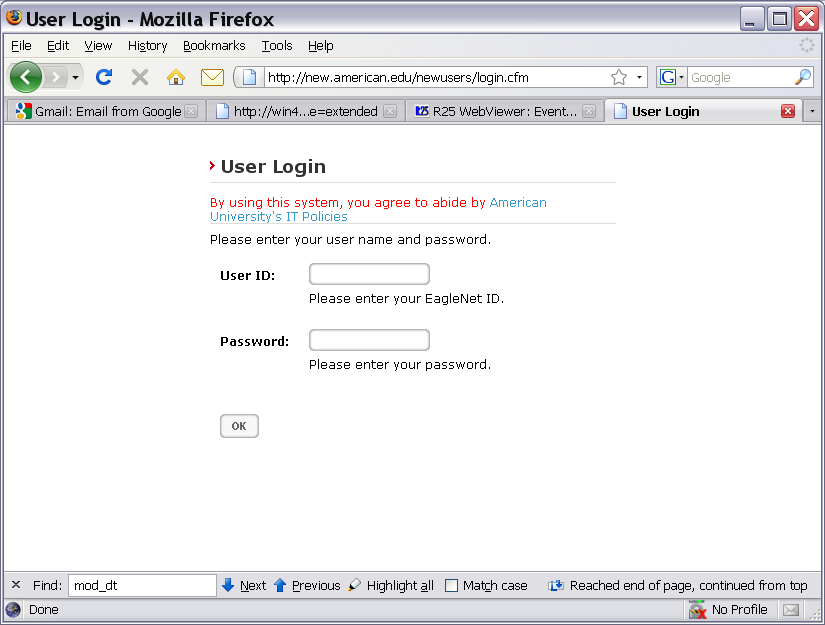 User Login - Mozilla Firefox
File Edit View History Bookmarks Tools Help
http://new.american.edu/newusers/login.cfm
G Google
Gmail: Email from Google
http://win4...e=extended
R25 R25 WebViewer: Event...
User Login
User Login
By using this system, you agree to abide by American
University's IT Policies
Please enter your user name and password.
User ID:
Please enter your EagleNet ID.
Password:
Please enter your password.
OK
Find: mod_dt Next Previous Highlight all Match case Reached end of page, continued from top
Done No Profile